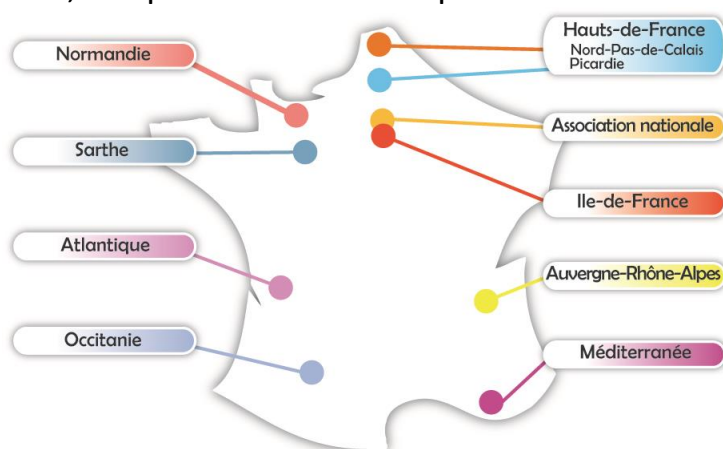 Normandie
Sarthe
Atlantique
Occitanie
Hauts-de-France
Nord-Pas-de-Calais
Picardie
Association nationale
Ile-de-France
Auvergne-Rhône-Alpes
Méditerranée